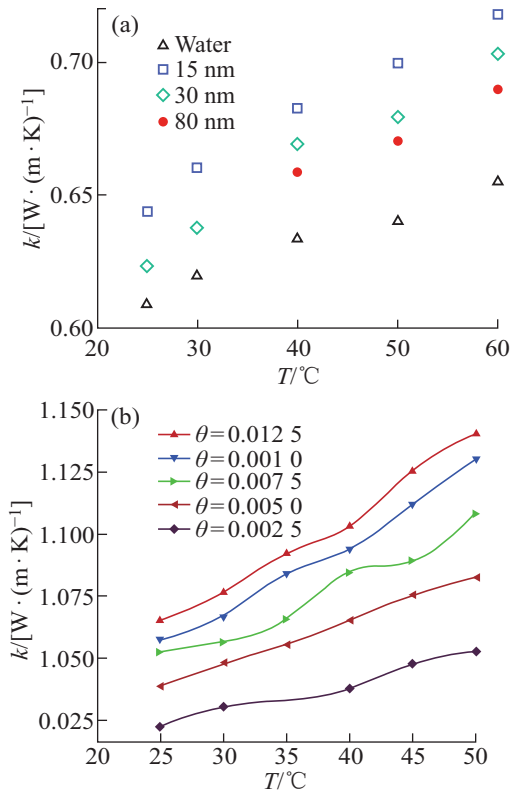 (a)
Water
15 nm
30 nm
80 nm
0.70
0.65
0.60
k/[W · (m · K)⁻¹]
20 30 40 50 60
T/℃
(b)
θ=0.012 5
θ=0.001 0
θ=0.007 5
θ=0.005 0
θ=0.002 5
1.150
1.125
1.100
1.075
1.050
0.025
k/[W · (m · K)⁻¹]
20 25 30 35 40 45 50
T/℃